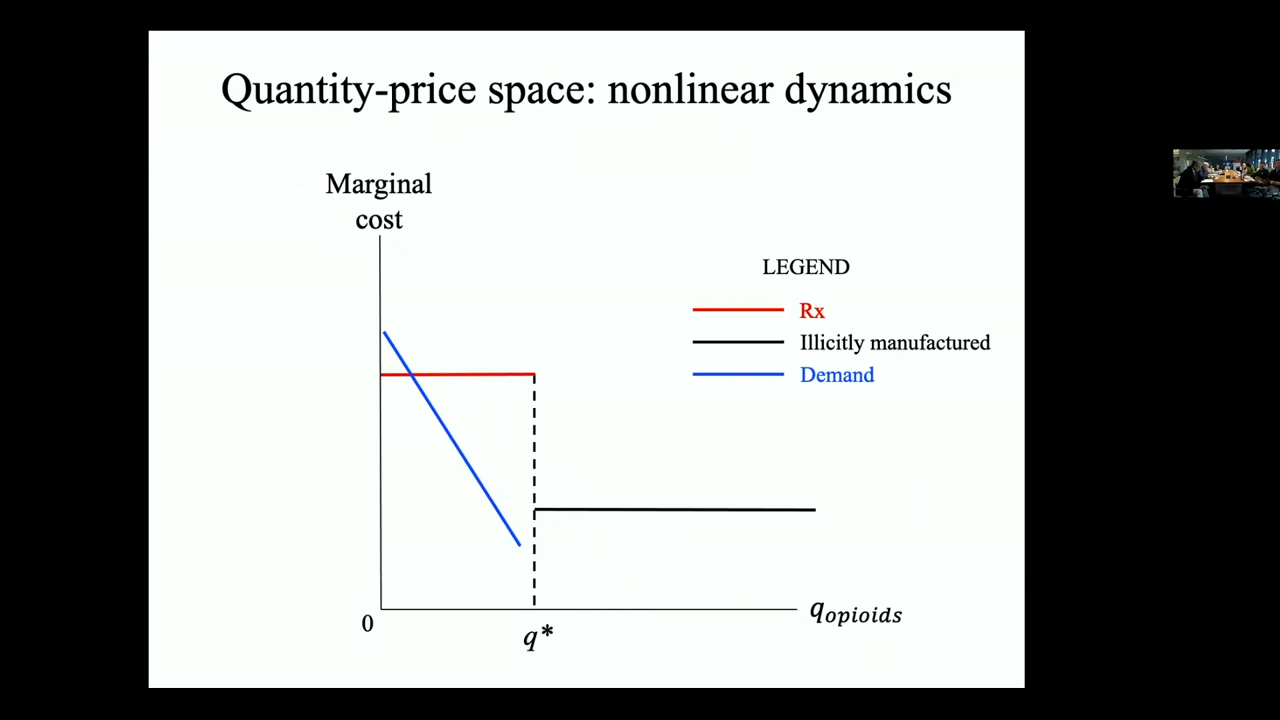 Quantity-price space: nonlinear dynamics
Marginal
cost
LEGEND
Rx
Illicitly manufactured
Demand
0
q*
q_opioids